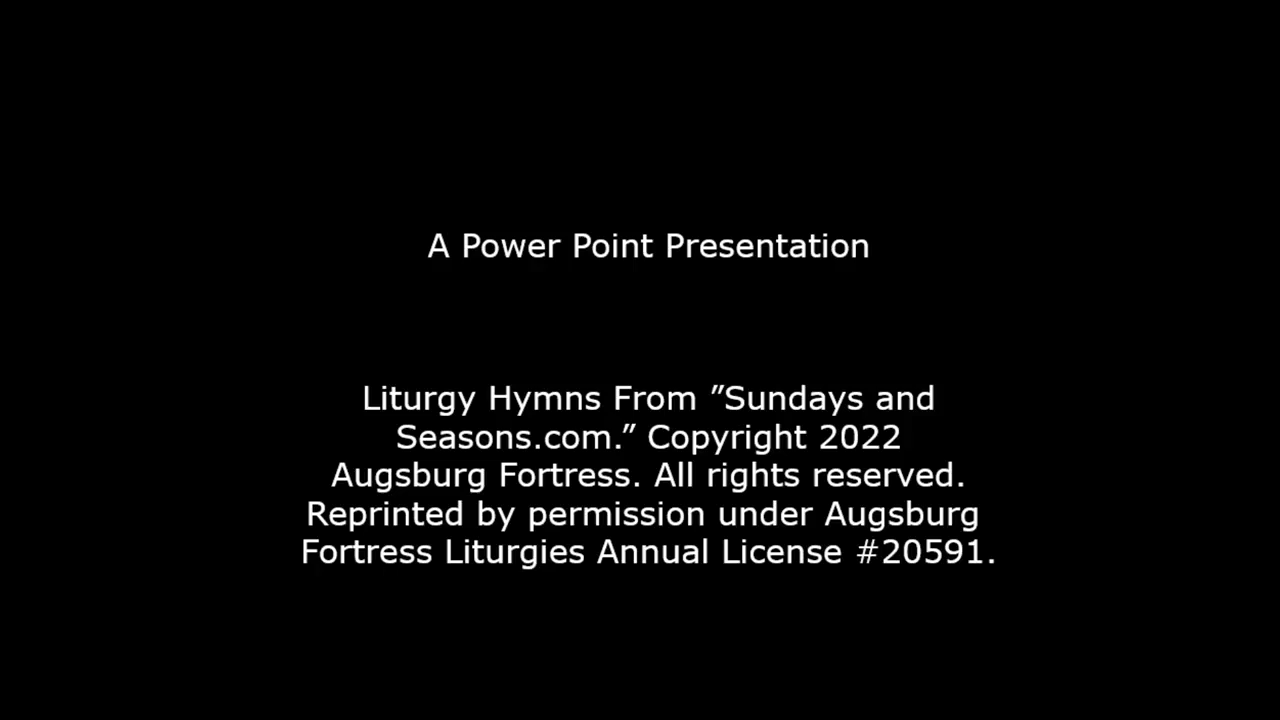 A Power Point Presentation
Liturgy Hymns From ”Sundays and
Seasons.com.” Copyright 2022
Augsburg Fortress. All rights reserved.
Reprinted by permission under Augsburg
Fortress Liturgies Annual License #20591.